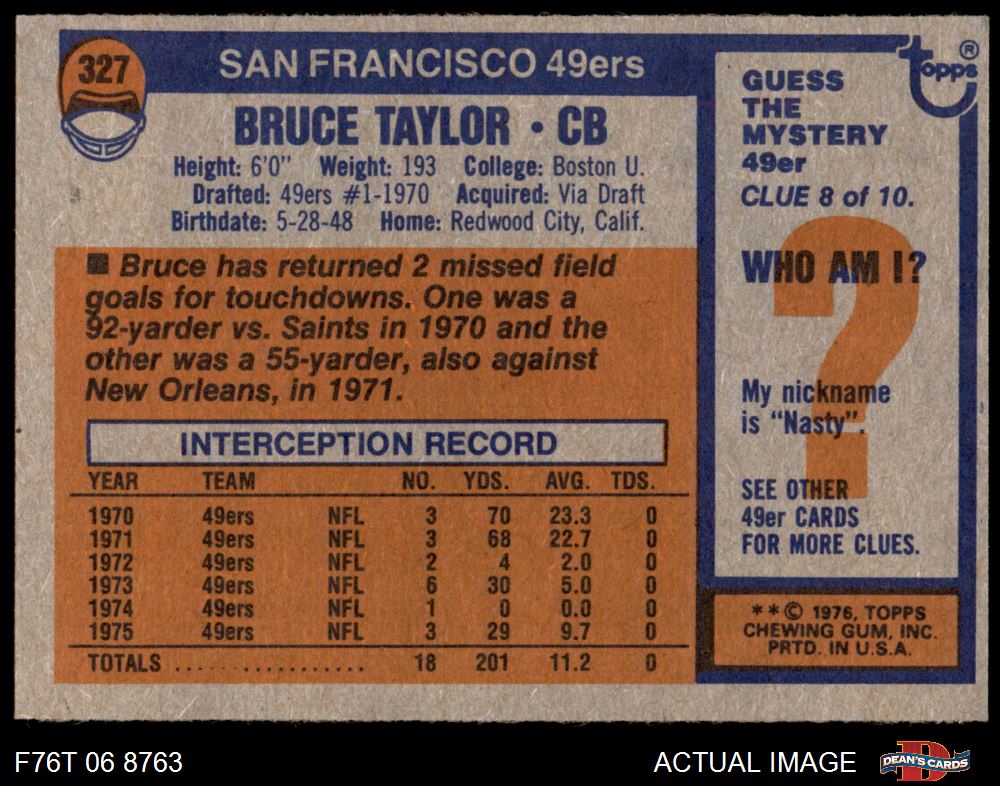 327
SAN FRANCISCO 49ers
BRUCE TAYLOR • CB
Height: 6'0" Weight: 193 College: Boston U.
Drafted: 49ers #1-1970 Acquired: Via Draft
Birthdate: 5-28-48 Home: Redwood City, Calif.
■ Bruce has returned 2 missed field
goals for touchdowns. One was a
92-yarder vs. Saints in 1970 and the
other was a 55-yarder, also against
New Orleans, in 1971.
INTERCEPTION RECORD
YEAR TEAM NO. YDS. AVG. TDS.
1970 49ers NFL 3 70 23.3 0
1971 49ers NFL 3 68 22.7 0
1972 49ers NFL 2 4 2.0 0
1973 49ers NFL 6 30 5.0 0
1974 49ers NFL 1 0 0.0 0
1975 49ers NFL 3 29 9.7 0
TOTALS .................. 18 201 11.2 0
topps ®
GUESS
THE
MYSTERY
49er
CLUE 8 of 10.
?
WHO AM I?
My nickname
is “Nasty”.
SEE OTHER
49er CARDS
FOR MORE CLUES.
**© 1976, TOPPS
CHEWING GUM, INC.
PRTD. IN U.S.A.
F76T 06 8763
ACTUAL IMAGE
D
DEAN'S CARDS